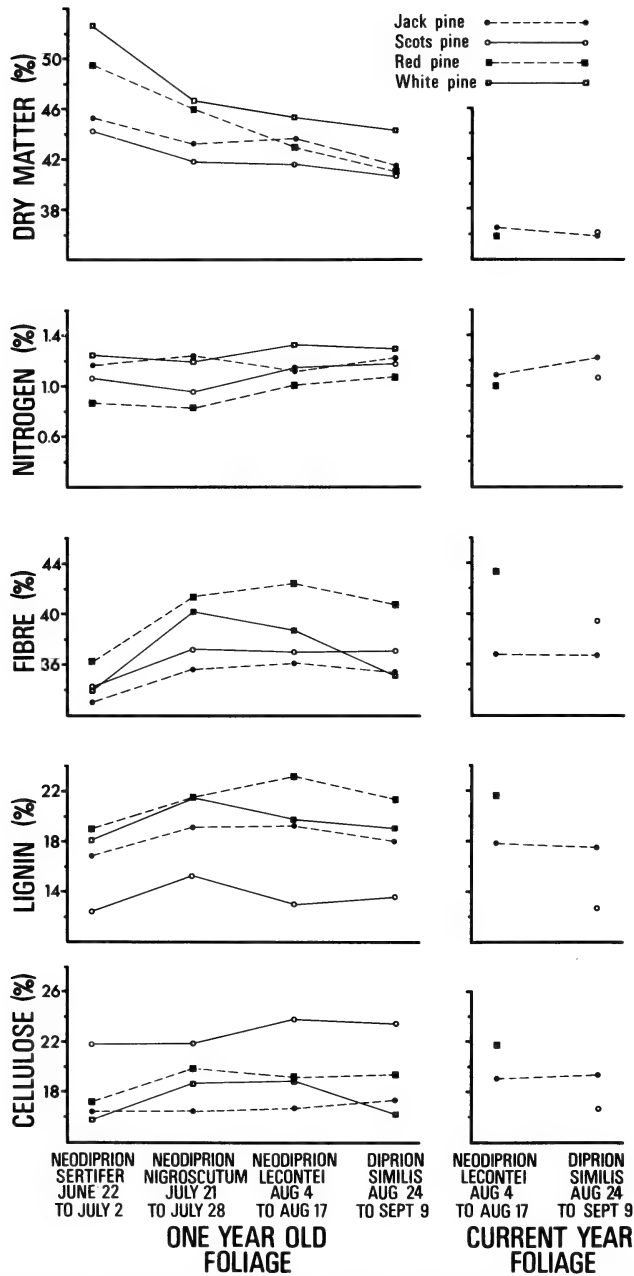 Jack pine
Scots pine
Red pine
White pine
DRY MATTER (%)
50
46
42
38
NITROGEN (%)
1.4
1.0
0.6
FIBRE (%)
44
40
36
LIGNIN (%)
22
18
14
CELLULOSE (%)
26
22
18
NEODIPRION
SERTIFER
JUNE 22
TO JULY 2
NEODIPRION
NIGROSCUTUM
JULY 21
TO JULY 28
NEODIPRION
LECONTEI
AUG 4
TO AUG 17
DIPRION
SIMILIS
AUG 24
TO SEPT 9
ONE YEAR OLD
FOLIAGE
NEODIPRION
LECONTEI
AUG 4
TO AUG 17
DIPRION
SIMILIS
AUG 24
TO SEPT 9
CURRENT YEAR
FOLIAGE